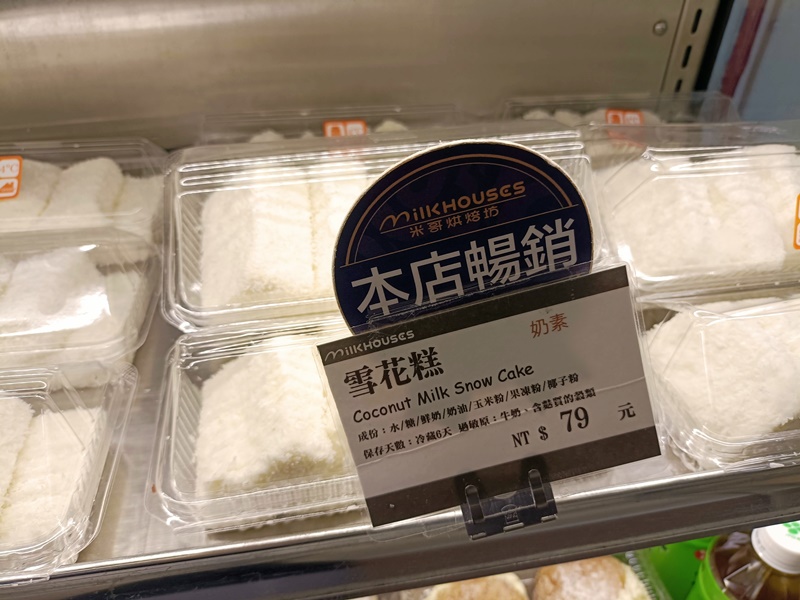 MILKHOUSES
米哥烘焙坊
本店暢銷
MILKHOUSES
奶素
雪花糕
Coconut Milk Snow Cake
成份：水/糖/鮮奶/奶油/玉米粉/果凍粉/椰子粉
保存天數：冷藏6天 過敏原：牛奶、含麩質的穀類
NT $ 79 元